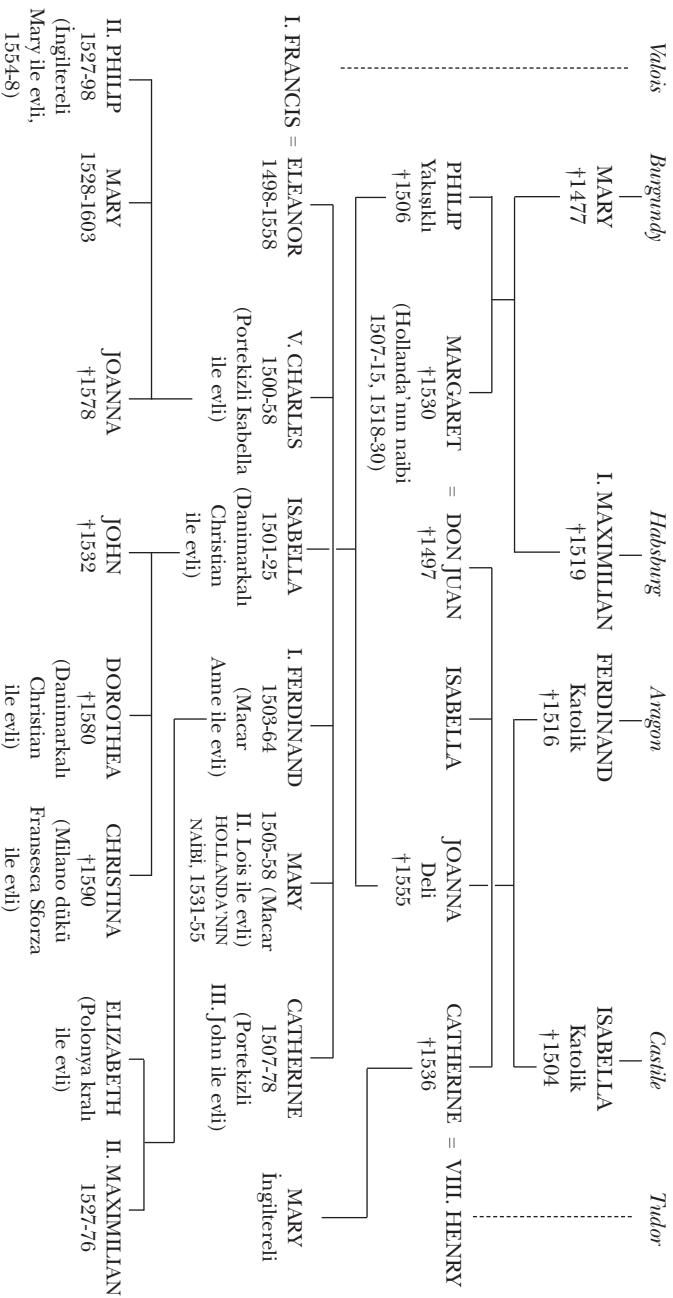 Valois
Burgundy
Habsburg
Aragon
Castile
Tudor
MARY
†1477
I. MAXIMILIAN
†1519
FERDINAND
Katolik
†1516
ISABELLA
Katolik
†1504
PHILIP
Yakışıklı
†1506
MARGARET
†1530
(Hollanda’nın naibi
1507-15, 1518-30)
=
DON JUAN
†1497
ISABELLA
JOANNA
Deli
†1555
CATHERINE = VIII. HENRY
†1536
I. FRANCIS = ELEANOR
1498-1558
V. CHARLES
1500-58
(Portekizli Isabella
ile evli)
ISABELLA
1501-25
(Danimarkalı
Christian
ile evli)
I. FERDINAND
1503-64
(Macar
Anne ile evli)
MARY
1505-58 (Macar
II. Lois ile evli)
HOLLANDA’NIN
NAİBİ, 1531-55
CATHERINE
1507-78
(Portekizli
III. John ile evli)
MARY
İngiltereli
II. PHILIP
1527-98
(İngiltereli
Mary ile evli,
1554-8)
MARY
1528-1603
JOANNA
†1578
JOHN
†1532
DOROTHEA
†1580
(Danimarkalı
Christian
ile evli)
CHRISTINA
†1590
(Milano dükü
Fransesca Sforza
ile evli)
ELIZABETH
(Polonya kralı
ile evli)
II. MAXIMILIAN
1527-76